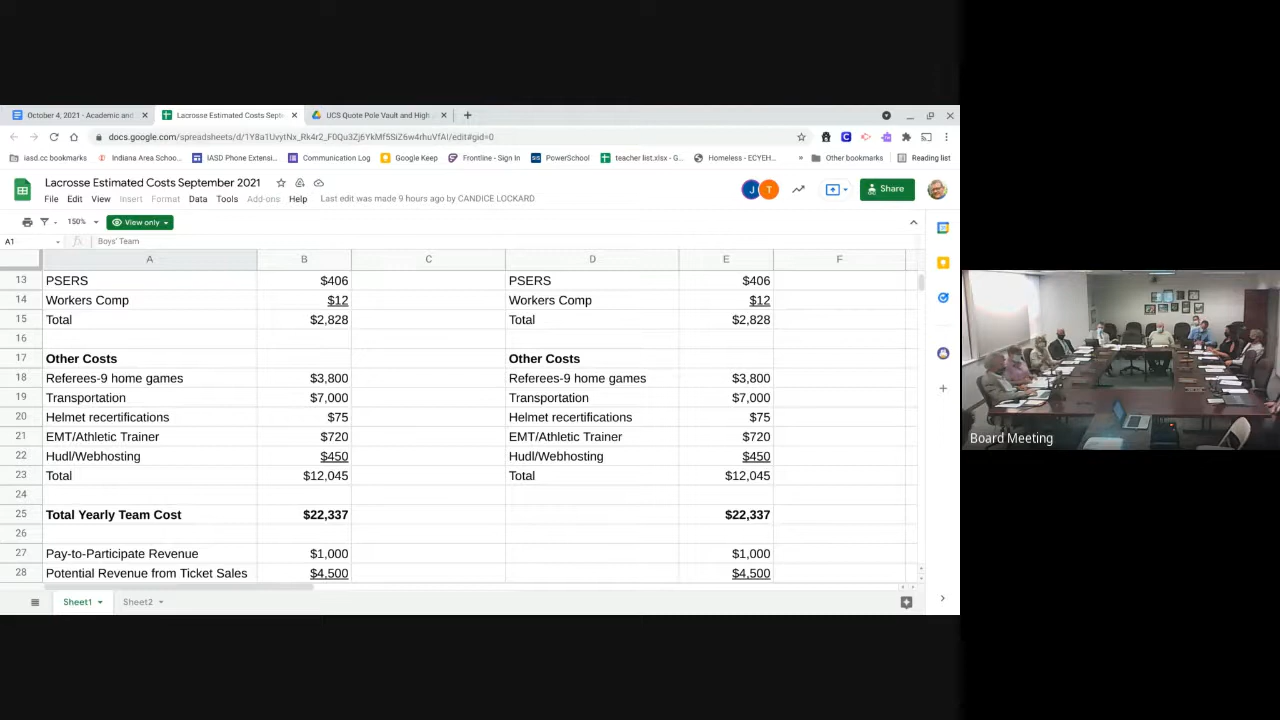 October 4, 2021 - Academic and
Lacrosse Estimated Costs Septe
UCS Quote Pole Vault and High
docs.google.com/spreadsheets/d/1Y8a1UvytNx_Rk4r2_F0Qu3Zj6YkMf5SiZ6w4rhuVfAI/edit#gid=0
iasd.cc bookmarks
Indiana Area Schoo...
IASD Phone Extensi...
Communication Log
Google Keep
Frontline - Sign In
PowerSchool
teacher list.xlsx - G...
Homeless - ECYEH...
Other bookmarks
Reading list
Lacrosse Estimated Costs September 2021
J T
Share
File Edit View Insert Format Data Tools Add-ons Help
Last edit was made 9 hours ago by CANDICE LOCKARD
150%
View only
A1
fx Boys' Team
A B C D E F
13 PSERS $406 PSERS $406
14 Workers Comp $12 Workers Comp $12
15 Total $2,828 Total $2,828
16
17 Other Costs Other Costs
18 Referees-9 home games $3,800 Referees-9 home games $3,800
19 Transportation $7,000 Transportation $7,000
20 Helmet recertifications $75 Helmet recertifications $75
21 EMT/Athletic Trainer $720 EMT/Athletic Trainer $720
22 Hudl/Webhosting $450 Hudl/Webhosting $450
23 Total $12,045 Total $12,045
24
25 Total Yearly Team Cost $22,337 $22,337
26
27 Pay-to-Participate Revenue $1,000 $1,000
28 Potential Revenue from Ticket Sales $4,500 $4,500
Sheet1
Sheet2
Board Meeting